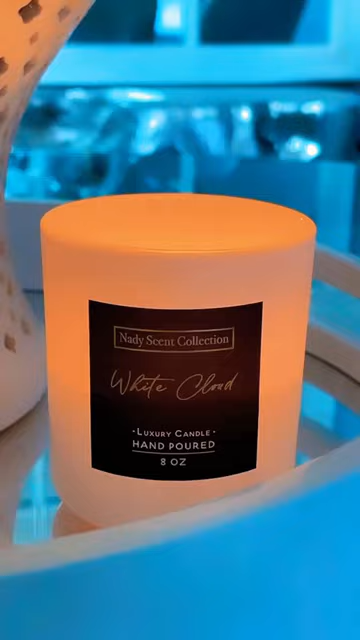 Nady Scent Collection
White Cloud
•LUXURY CANDLE•
HAND POURED
8 OZ